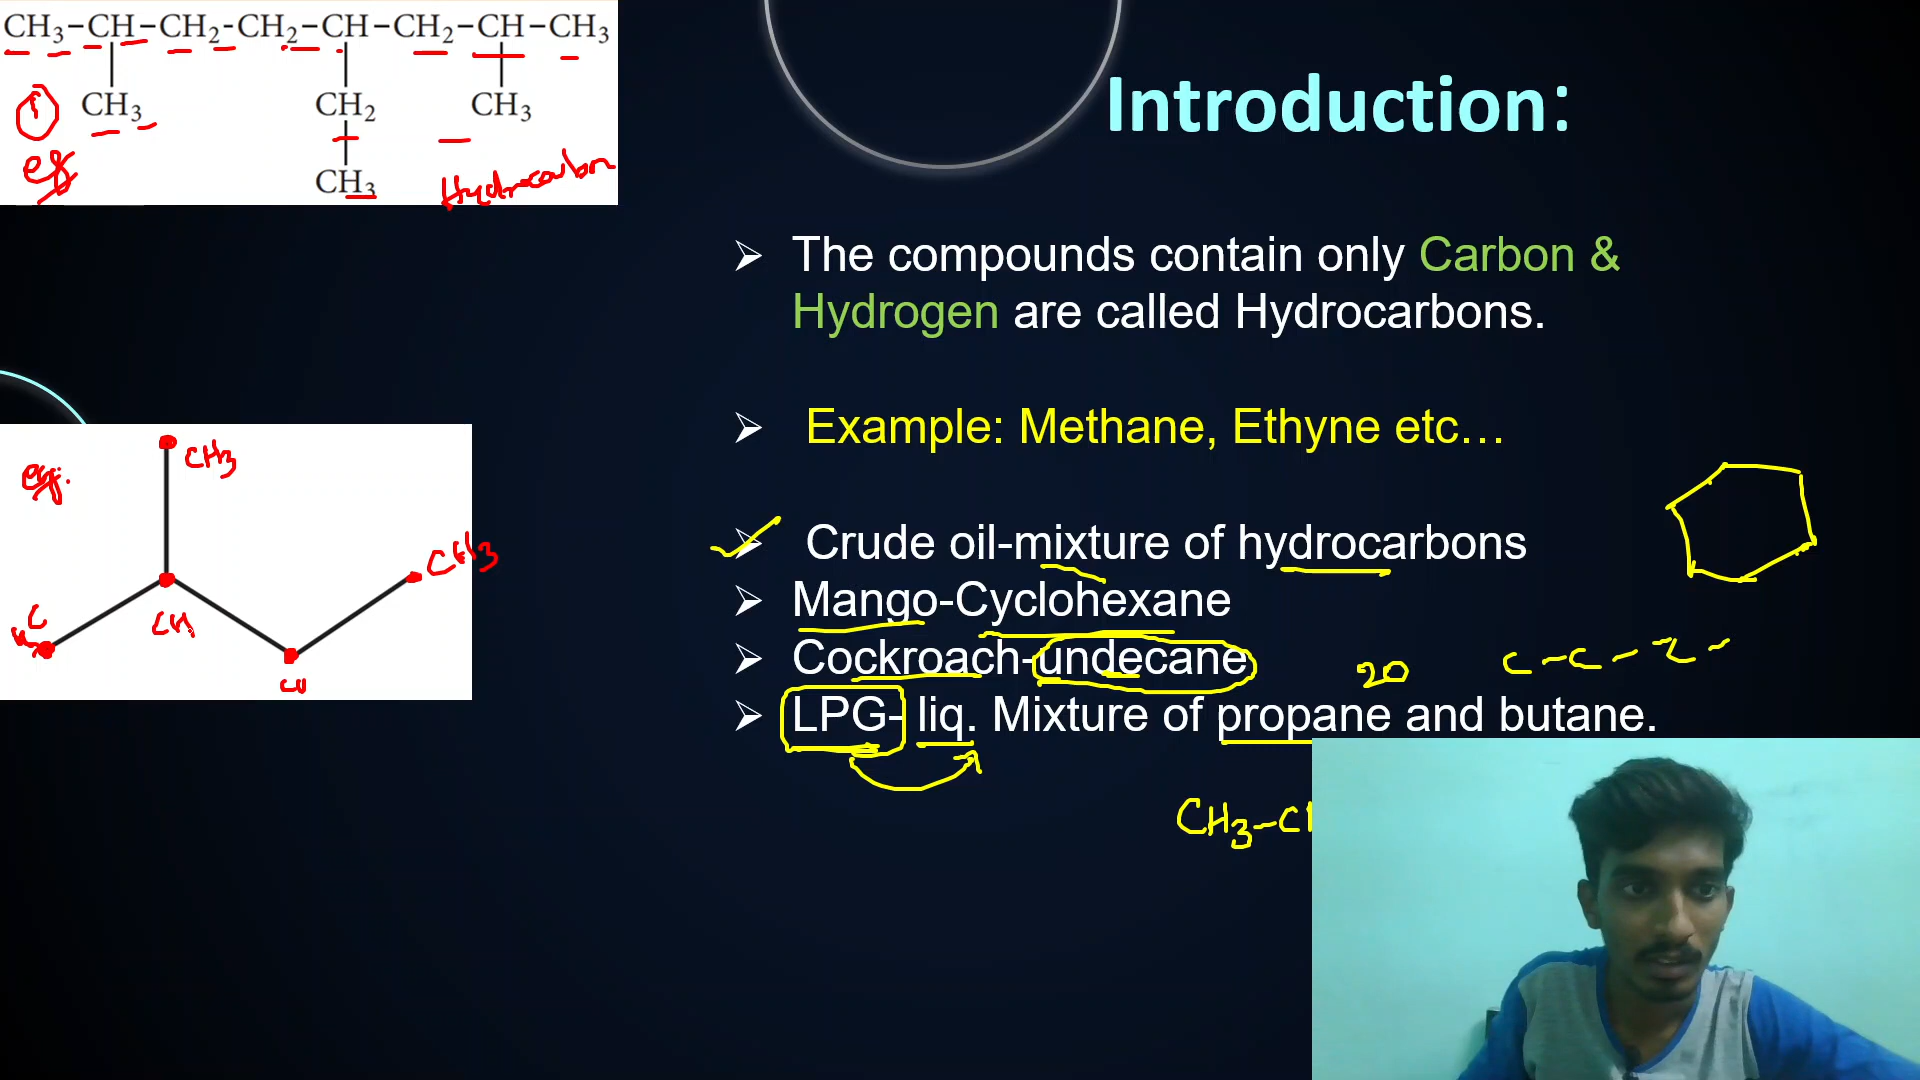 CH₃-CH-CH₂-CH₂-CH-CH₂-CH-CH₃
CH₃ CH₂ CH₃
CH₃
1
eg
Hydrocarbon
Introduction:
The compounds contain only Carbon &
Hydrogen are called Hydrocarbons.
Example: Methane, Ethyne etc…
eg:
CH3
CH3
CH
Crude oil-mixture of hydrocarbons
Mango-Cyclohexane
Cockroach-undecane
20
LPG- liq. Mixture of propane and butane.
CH3-C